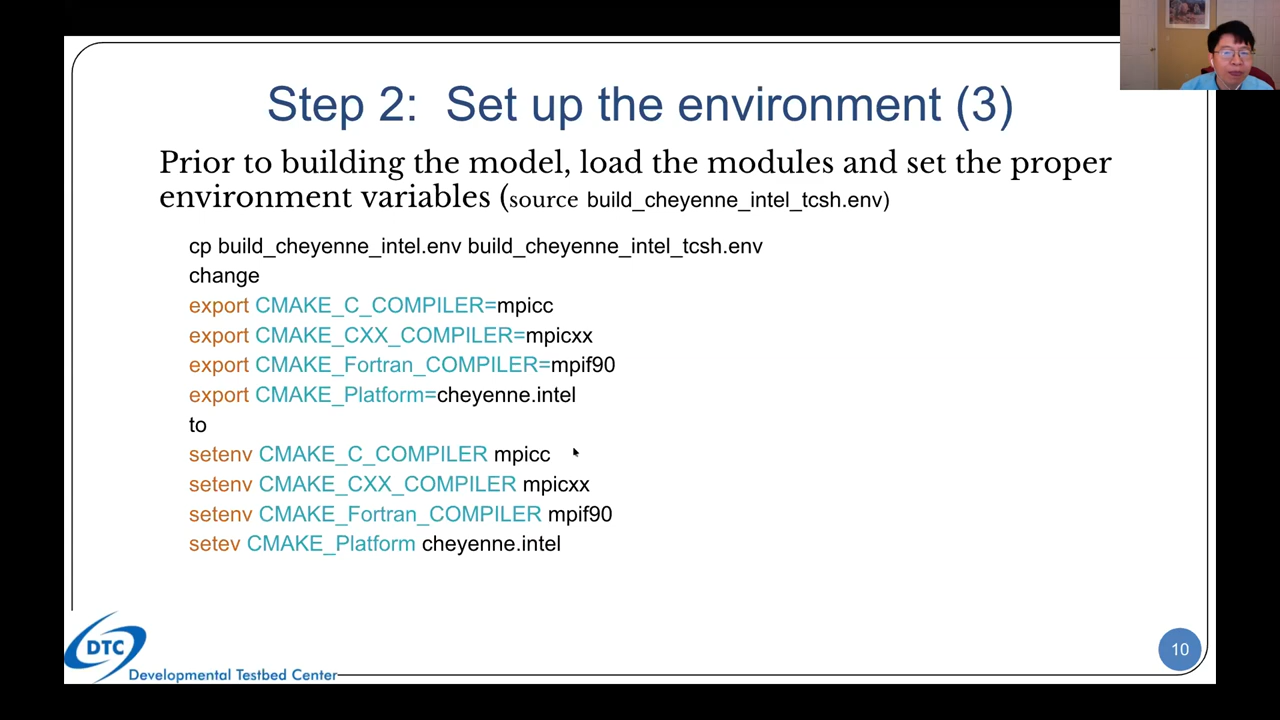 Step 2: Set up the environment (3)
Prior to building the model, load the modules and set the proper
environment variables (source build_cheyenne_intel_tcsh.env)
cp build_cheyenne_intel.env build_cheyenne_intel_tcsh.env
change
export CMAKE_C_COMPILER=mpicc
export CMAKE_CXX_COMPILER=mpicxx
export CMAKE_Fortran_COMPILER=mpif90
export CMAKE_Platform=cheyenne.intel
to
setenv CMAKE_C_COMPILER mpicc
setenv CMAKE_CXX_COMPILER mpicxx
setenv CMAKE_Fortran_COMPILER mpif90
setev CMAKE_Platform cheyenne.intel
DTC
Developmental Testbed Center
10